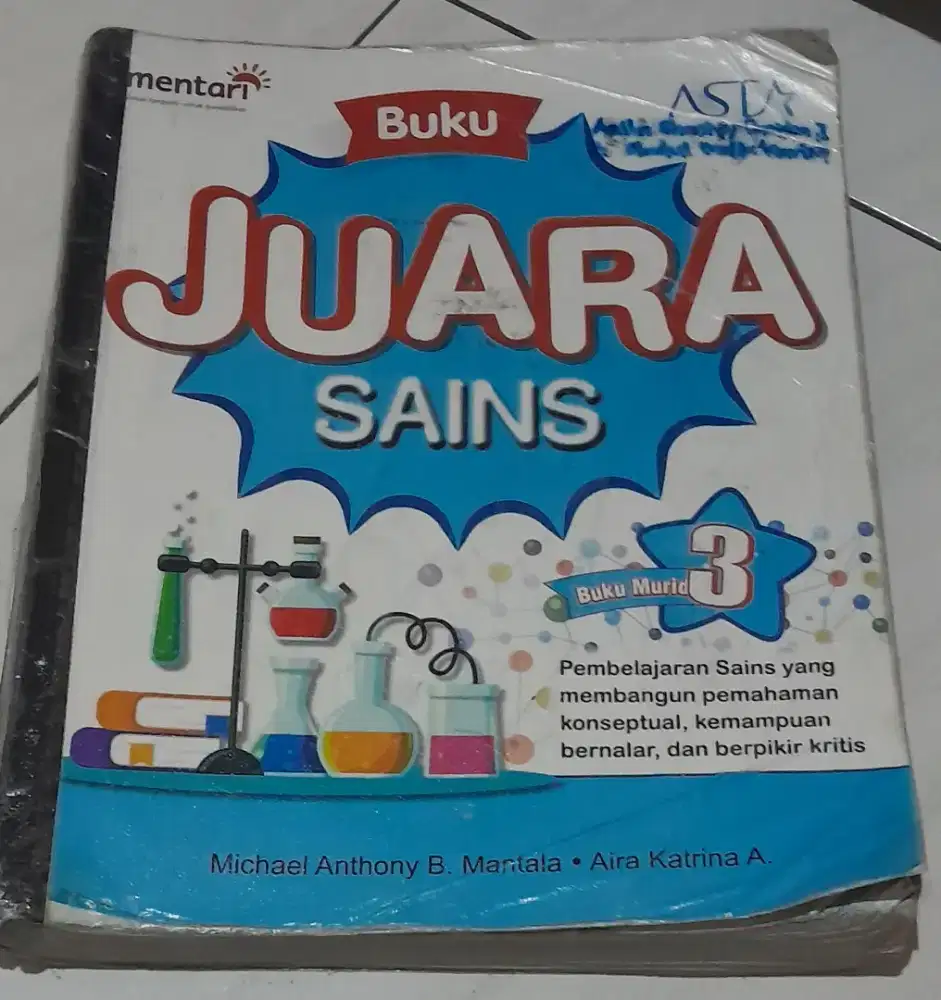 mentari
Buku
ASTA
JUARA
SAINS
Buku Murid 3
Pembelajaran Sains yang
membangun pemahaman
konseptual, kemampuan
bernalar, dan berpikir kritis
Michael Anthony B. Mantala • Aira Katrina A.